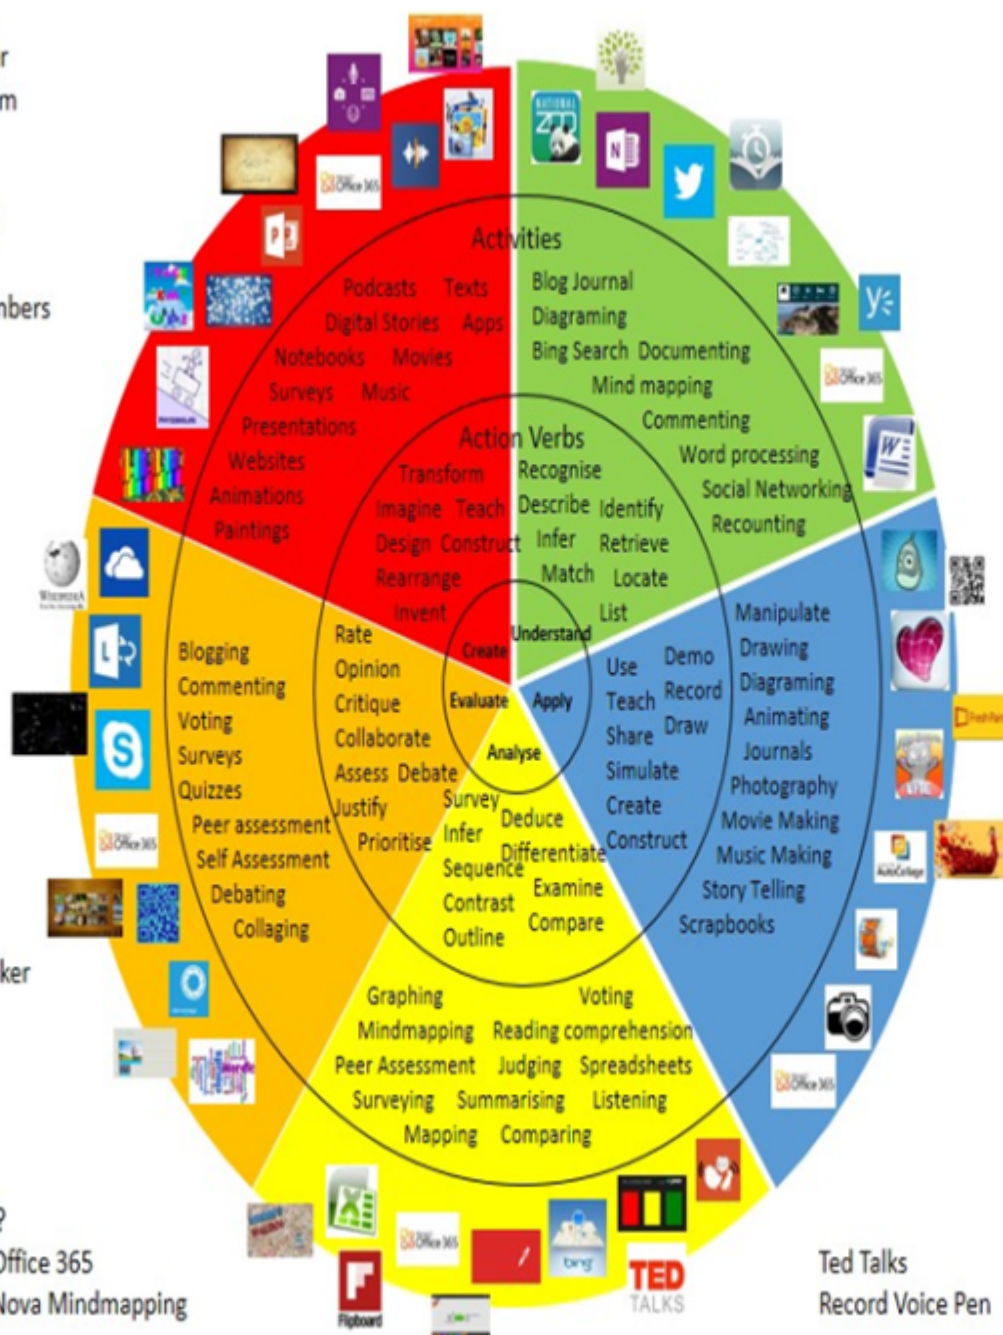 r
m
nbers
ker
?
Office 365
Nova Mindmapping
Ted Talks
Record Voice Pen
Activities
Podcasts Texts
Digital Stories Apps
Notebooks Movies
Surveys Music
Presentations
Websites
Animations
Paintings
Blog Journal
Diagraming
Bing Search Documenting
Mind mapping
Commenting
Word processing
Social Networking
Recounting
Action Verbs
Transform
Imagine Teach
Design Construct
Rearrange
Invent
Create
Recognise
Describe Identify
Infer Retrieve
Match Locate
List
Understand
Blogging
Commenting
Voting
Surveys
Quizzes
Peer assessment
Self Assessment
Debating
Collaging
Rate
Opinion
Critique
Collaborate
Assess Debate
Justify
Prioritise
Evaluate
Apply
Use Demo
Teach Record
Share Draw
Simulate
Create
Construct
Manipulate
Drawing
Diagraming
Animating
Journals
Photography
Movie Making
Music Making
Story Telling
Scrapbooks
Analyse
Survey Deduce
Infer Differentiate
Sequence Examine
Contrast Compare
Outline
Graphing Voting
Mindmapping Reading comprehension
Peer Assessment Judging Spreadsheets
Surveying Summarising Listening
Mapping Comparing
NATIONAL
ZOO
N
Office 365
P
y
Office 365
W
WIKIPEDIA
L
S
Office 365
Wordle
X
Office 365
Flipboard
bing
TED
TALKS
AutoCollage
Office 365
Fresh Paint